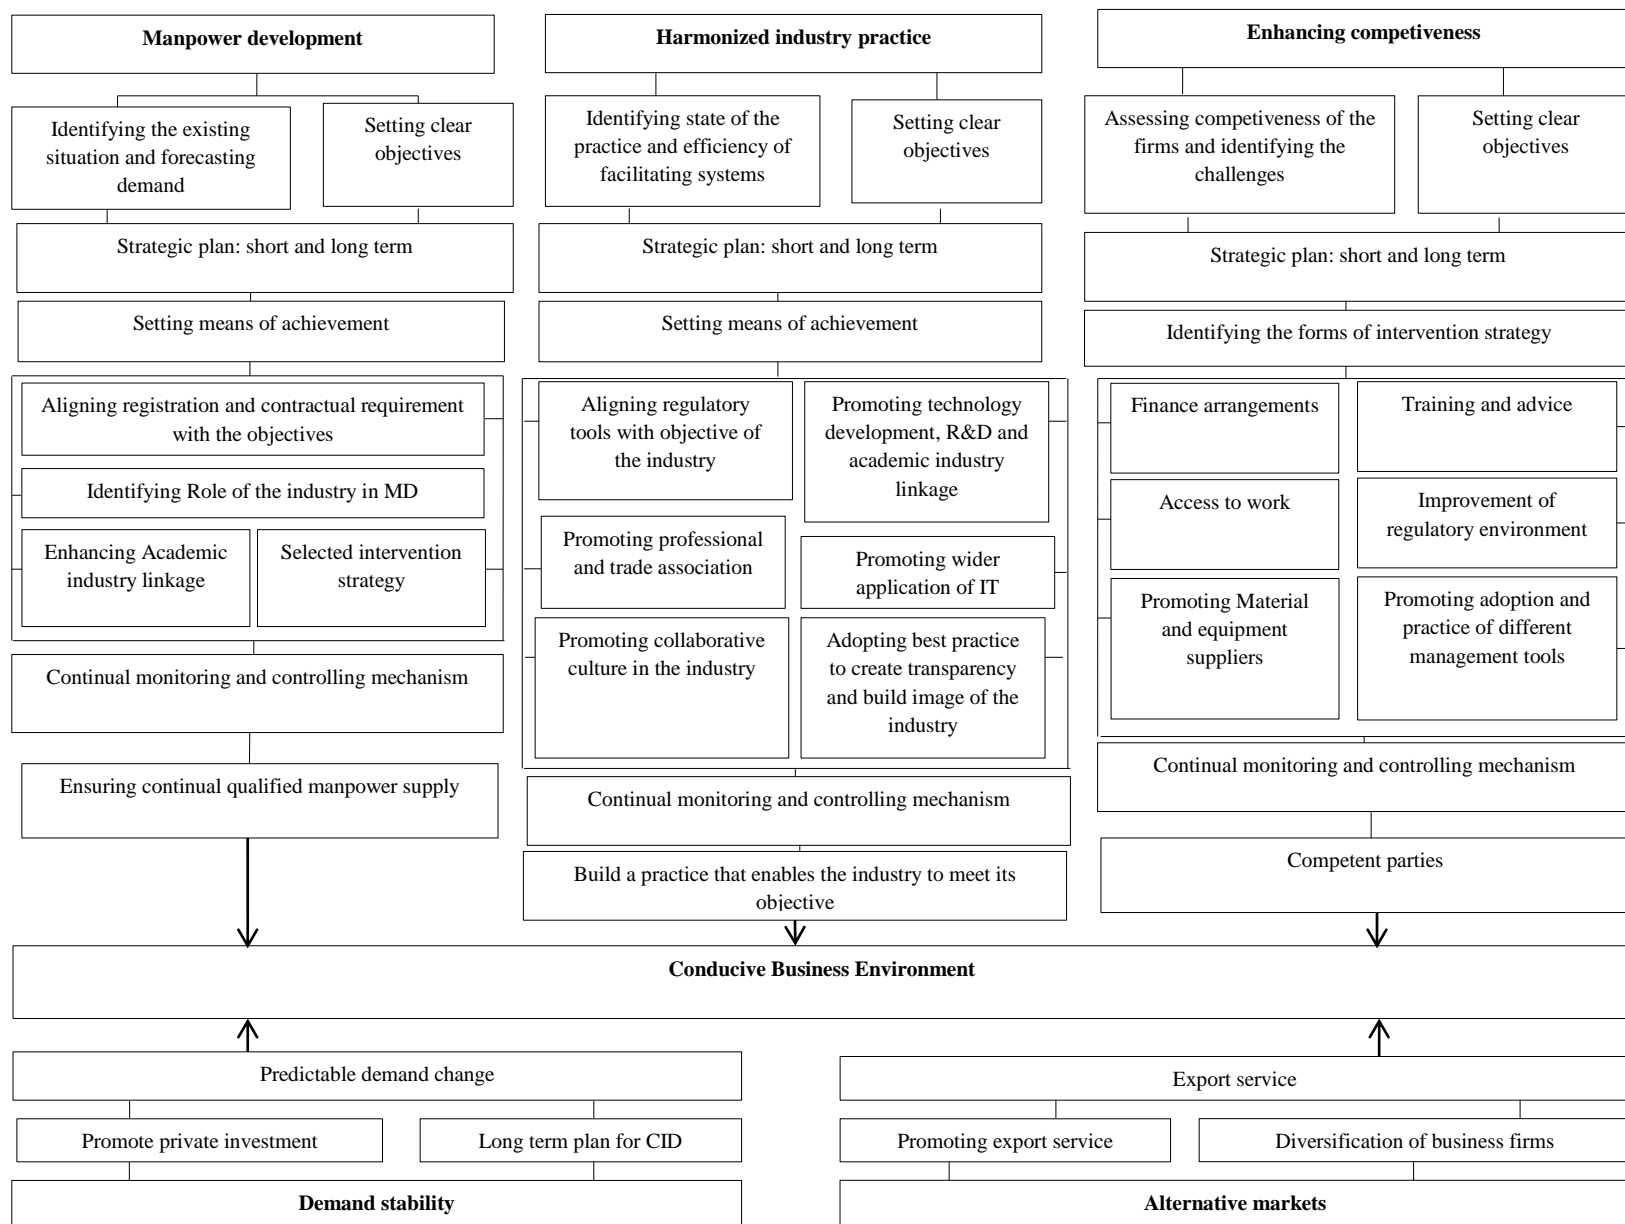 Manpower development
Identifying the existing
situation and forecasting
demand
Setting clear
objectives
Strategic plan: short and long term
Setting means of achievement
Aligning registration and contractual requirement
with the objectives
Identifying Role of the industry in MD
Enhancing Academic
industry linkage
Selected intervention
strategy
Continual monitoring and controlling mechanism
Ensuring continual qualified manpower supply
Harmonized industry practice
Identifying state of the
practice and efficiency of
facilitating systems
Setting clear
objectives
Strategic plan: short and long term
Setting means of achievement
Aligning regulatory
tools with objective of
the industry
Promoting technology
development, R&D and
academic industry
linkage
Promoting professional
and trade association
Promoting wider
application of IT
Promoting collaborative
culture in the industry
Adopting best practice
to create transparency
and build image of the
industry
Continual monitoring and controlling mechanism
Build a practice that enables the industry to meet its
objective
Enhancing competiveness
Assessing competiveness of the
firms and identifying the
challenges
Setting clear
objectives
Strategic plan: short and long term
Identifying the forms of intervention strategy
Finance arrangements
Training and advice
Access to work
Improvement of
regulatory environment
Promoting Material
and equipment
suppliers
Promoting adoption and
practice of different
management tools
Continual monitoring and controlling mechanism
Competent parties
Conducive Business Environment
Predictable demand change
Promote private investment
Long term plan for CID
Demand stability
Export service
Promoting export service
Diversification of business firms
Alternative markets